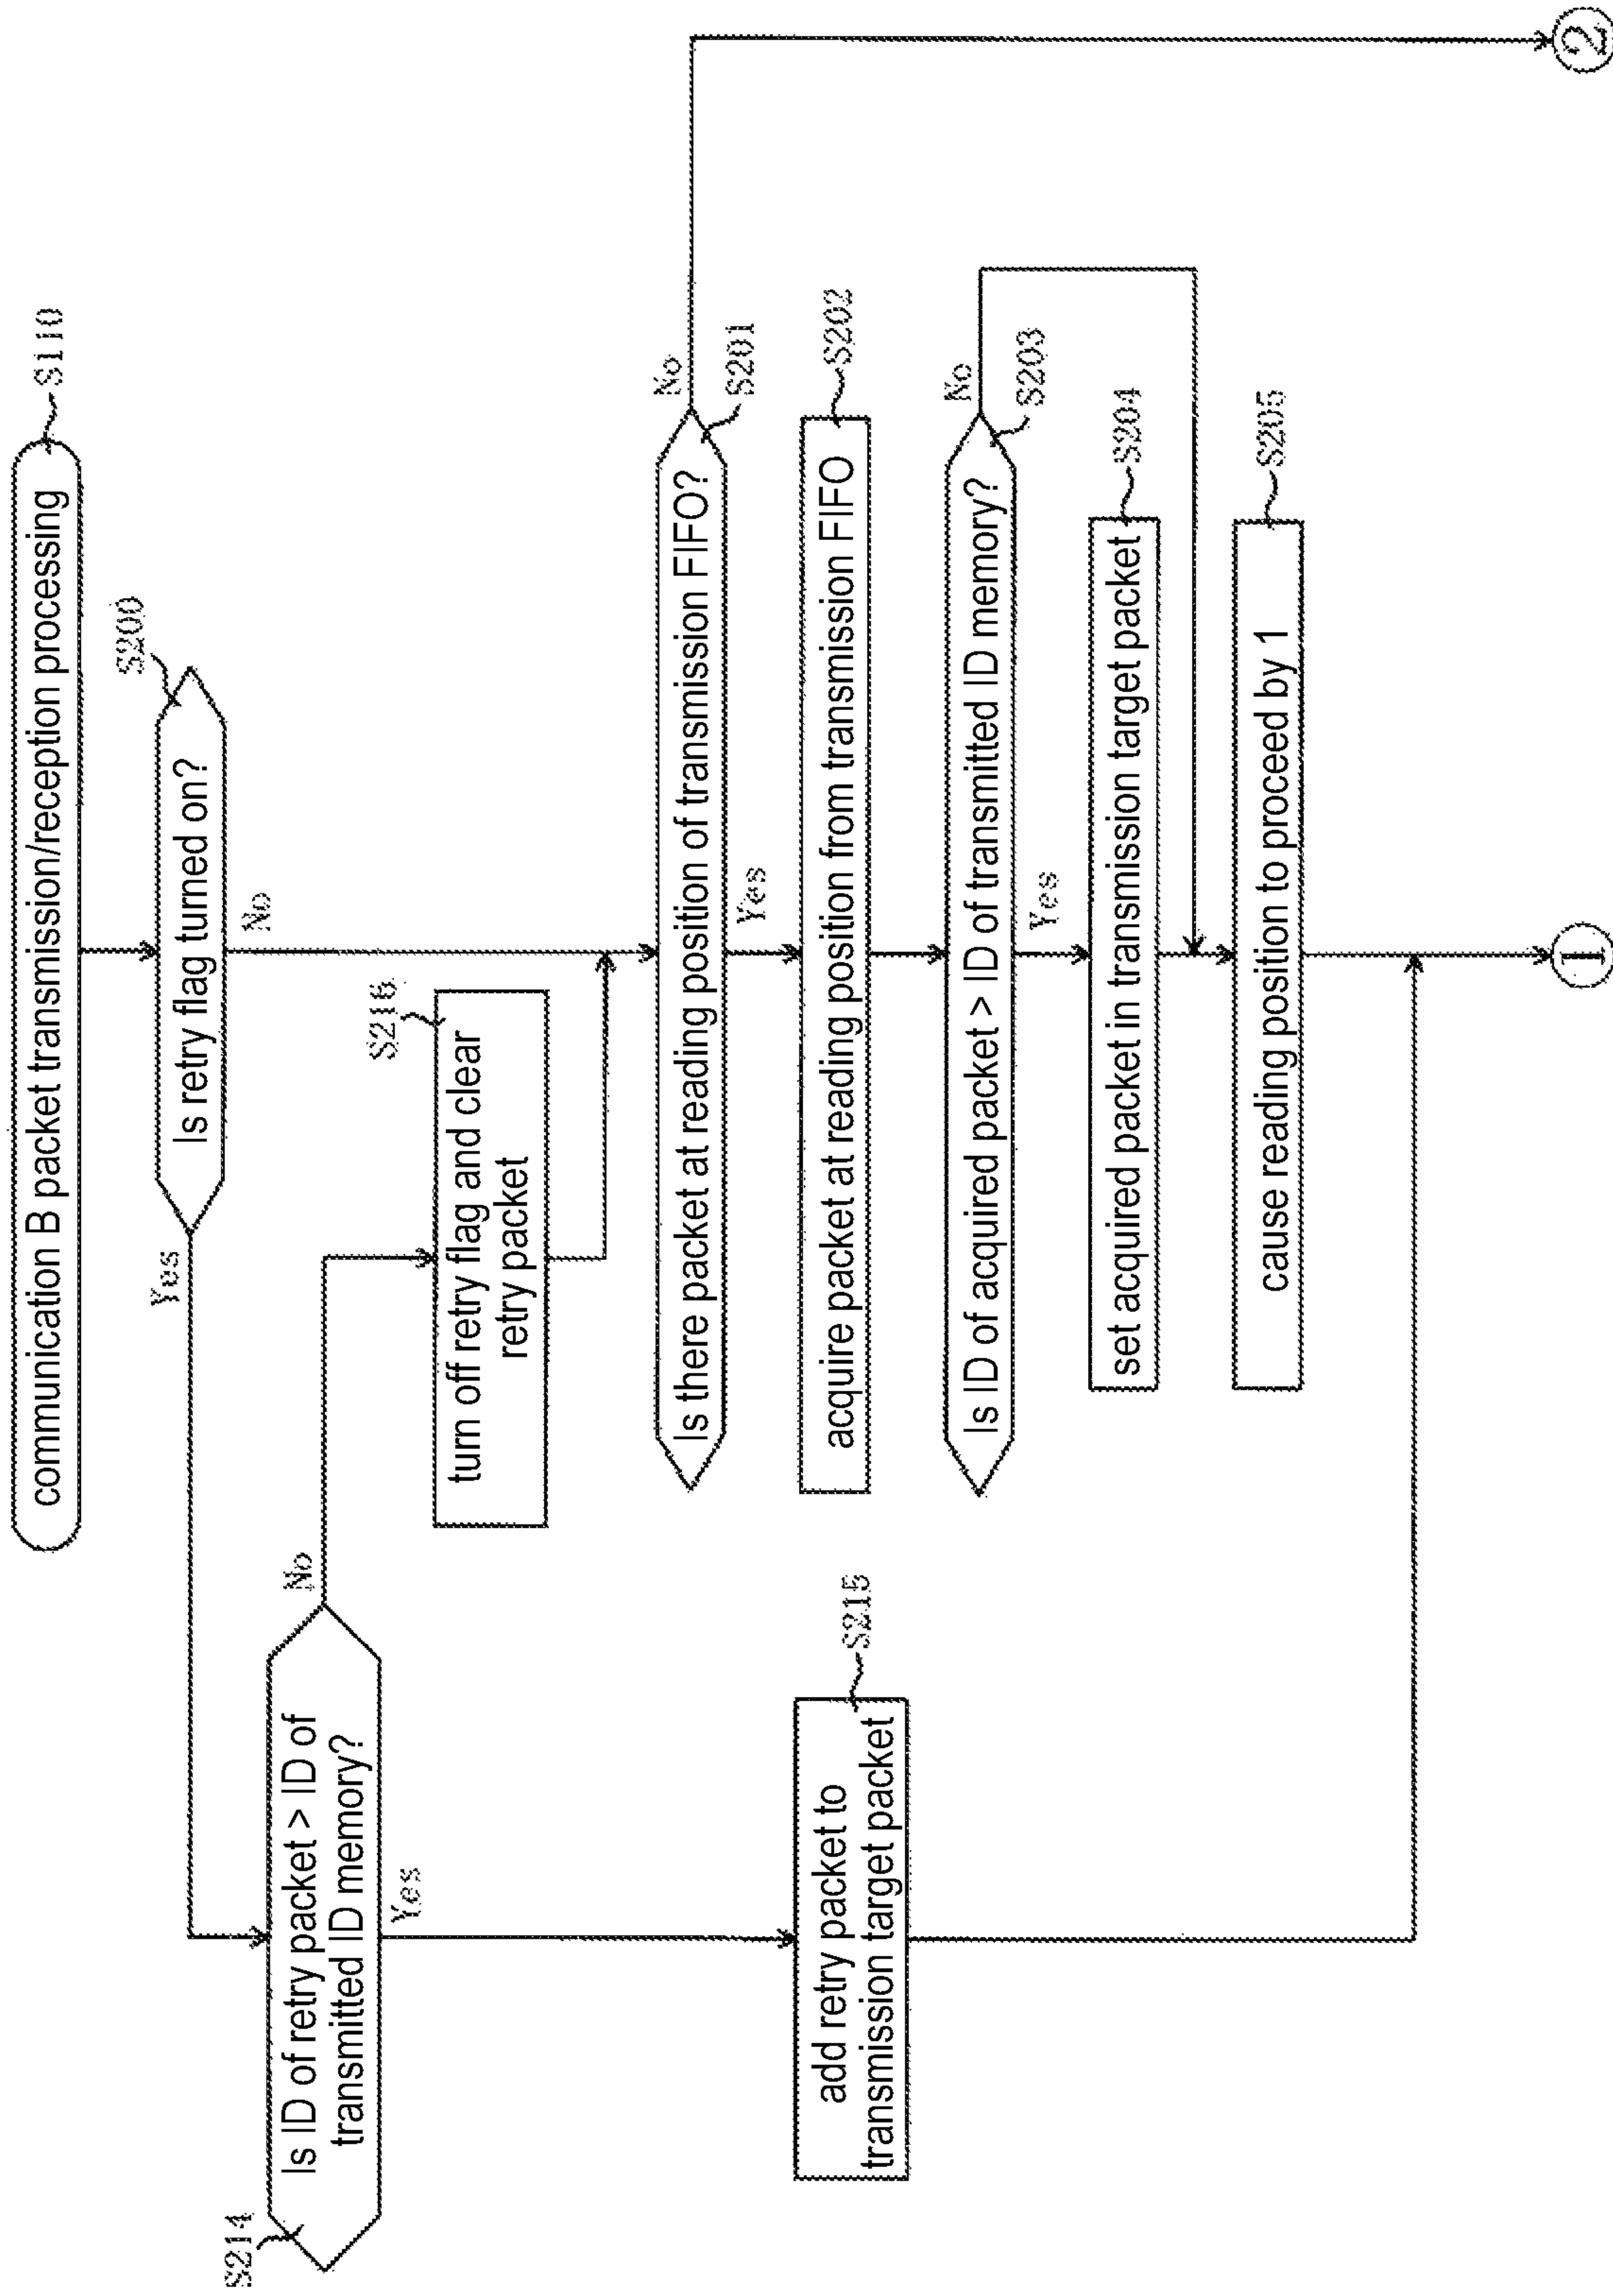 communication B packet transmission/reception processing
S110
Is retry flag turned on?
S200
Yes
No
Is ID of retry packet > ID of
transmitted ID memory?
S214
No
Yes
turn off retry flag and clear
retry packet
S216
Is there packet at reading position of transmission FIFO?
S201
No
Yes
add retry packet to
transmission target packet
S215
acquire packet at reading position from transmission FIFO
S202
Is ID of acquired packet > ID of transmitted ID memory?
S203
No
Yes
set acquired packet in transmission target packet
S204
cause reading position to proceed by 1
S205
1
2